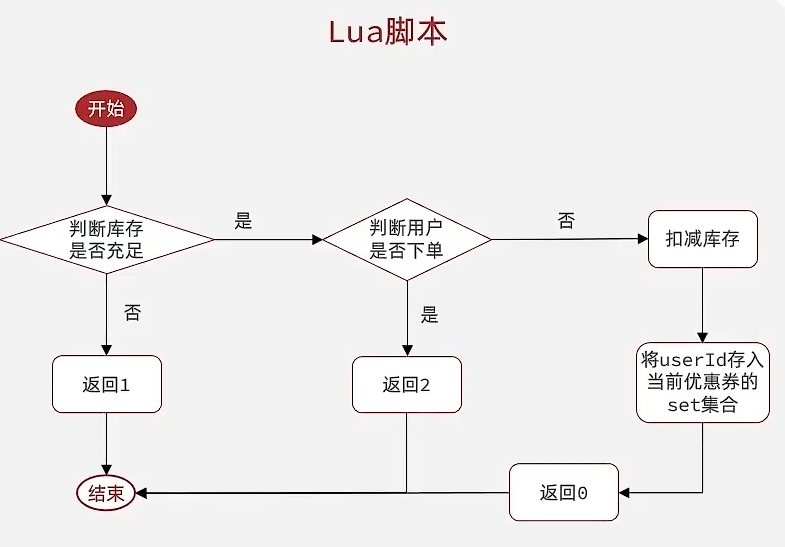 Lua脚本
开始
判断库存
是否充足
是
判断用户
是否下单
否
扣减库存
否
是
返回1
返回2
将userId存入
当前优惠券的
set集合
结束
返回0